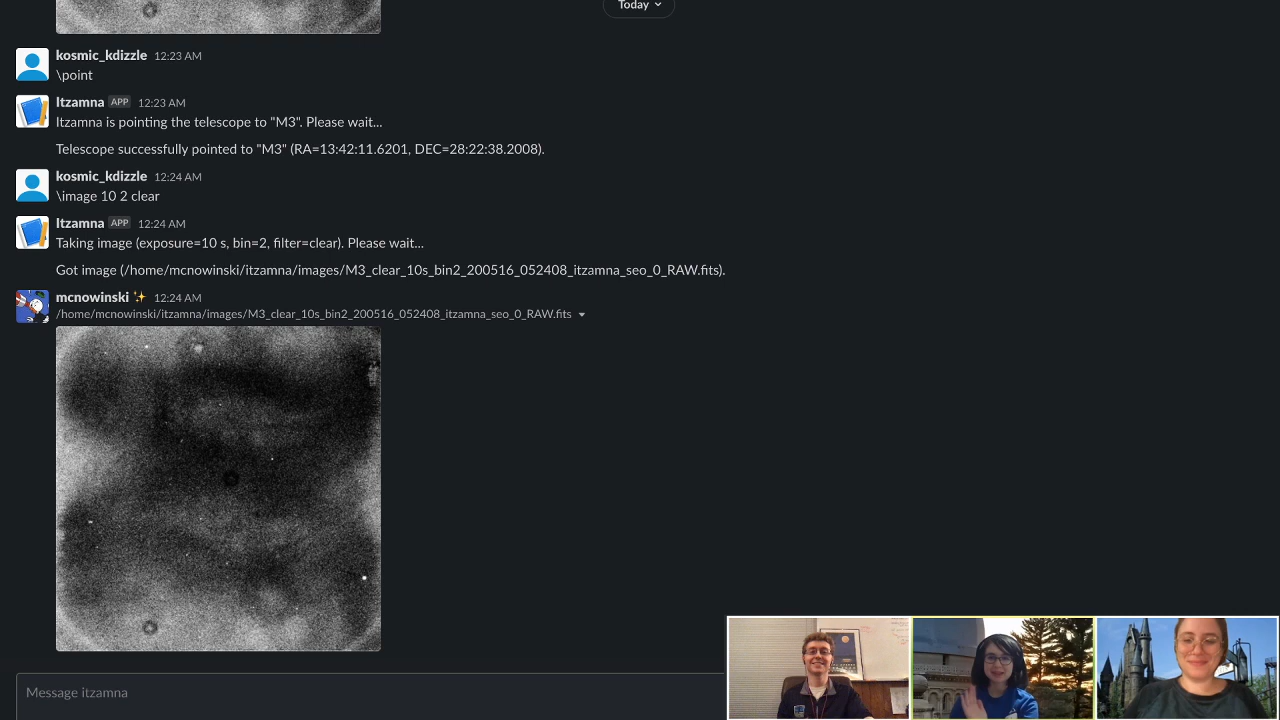 Today
kosmic_kdizzle 12:23 AM
\point
Itzamna APP 12:23 AM
Itzamna is pointing the telescope to "M3". Please wait...
Telescope successfully pointed to "M3" (RA=13:42:11.6201, DEC=28:22:38.2008).
kosmic_kdizzle 12:24 AM
\image 10 2 clear
Itzamna APP 12:24 AM
Taking image (exposure=10 s, bin=2, filter=clear). Please wait...
Got image (/home/mcnowinski/itzamna/images/M3_clear_10s_bin2_200516_052408_itzamna_seo_0_RAW.fits).
mcnowinski ✨ 12:24 AM
/home/mcnowinski/itzamna/images/M3_clear_10s_bin2_200516_052408_itzamna_seo_0_RAW.fits
Message itzamna